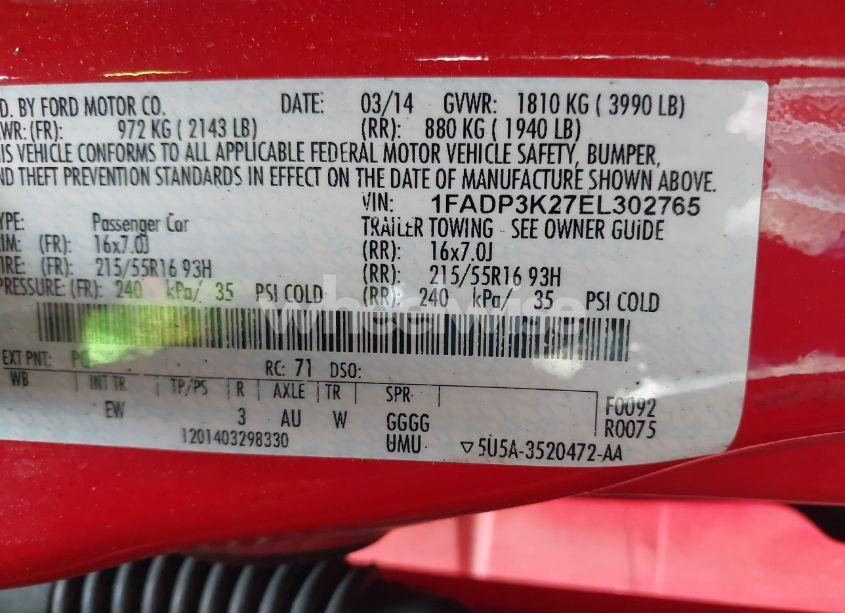 D. BY FORD MOTOR CO. DATE: 03/14 GVWR: 1810 KG ( 3990 LB)
WR: (FR): 972 KG ( 2143 LB) (RR): 880 KG ( 1940 LB)
IS VEHICLE CONFORMS TO ALL APPLICABLE FEDERAL MOTOR VEHICLE SAFETY, BUMPER,
ND THEFT PREVENTION STANDARDS IN EFFECT ON THE DATE OF MANUFACTURE SHOWN ABOVE.
VIN: 1FADP3K27EL302765
YPE: Passenger Car TRAILER TOWING - SEE OWNER GUIDE
IM: (FR): 16x7.0J (RR): 16x7.0J
IRE: (FR): 215/55R16 93H (RR): 215/55R16 93H
PRESSURE: (FR): 240 kPa/ 35 PSI COLD (RR): 240 kPa/ 35 PSI COLD
wheelwise
EXT PNT: RC: 71 DSO:
WB INT TR TP/PS R AXLE TR SPR F0092
EW 3 AU W GGGG R0075
1201403298330 UMU ▽5U5A-3520472-AA